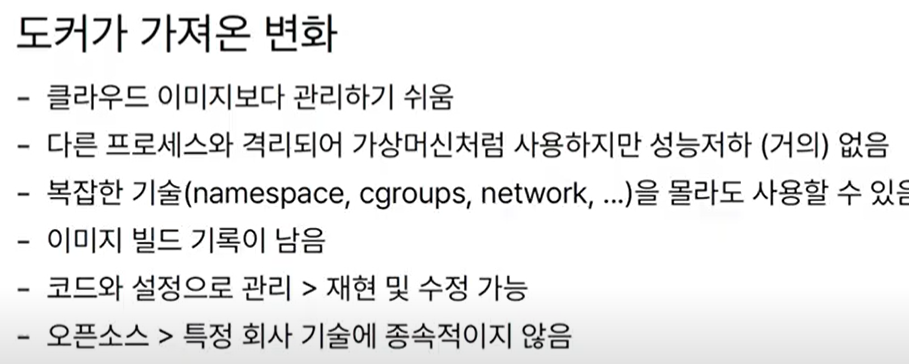 도커가 가져온 변화
- 클라우드 이미지보다 관리하기 쉬움
- 다른 프로세스와 격리되어 가상머신처럼 사용하지만 성능저하 (거의) 없음
- 복잡한 기술(namespace, cgroups, network, ...)을 몰라도 사용할 수 있음
- 이미지 빌드 기록이 남음
- 코드와 설정으로 관리 > 재현 및 수정 가능
- 오픈소스 > 특정 회사 기술에 종속적이지 않음